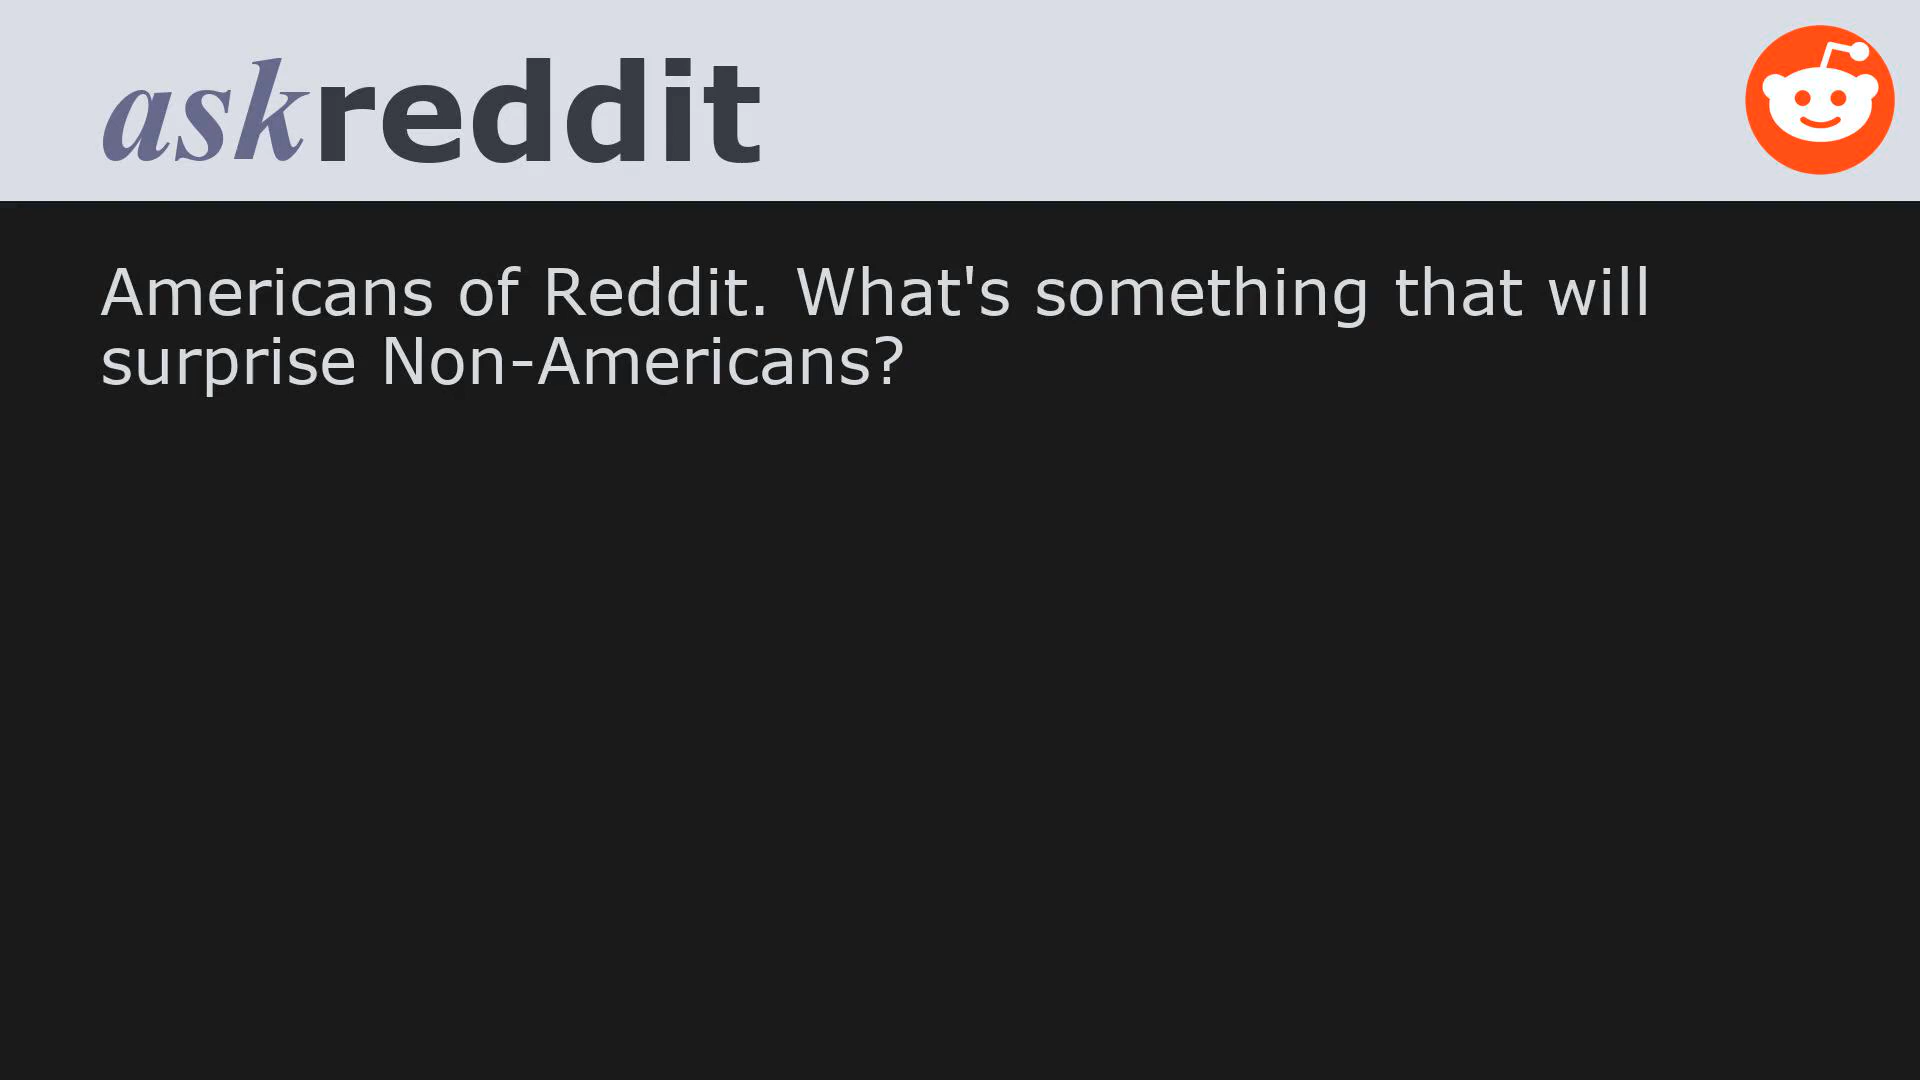 askreddit
Americans of Reddit. What's something that will
surprise Non-Americans?